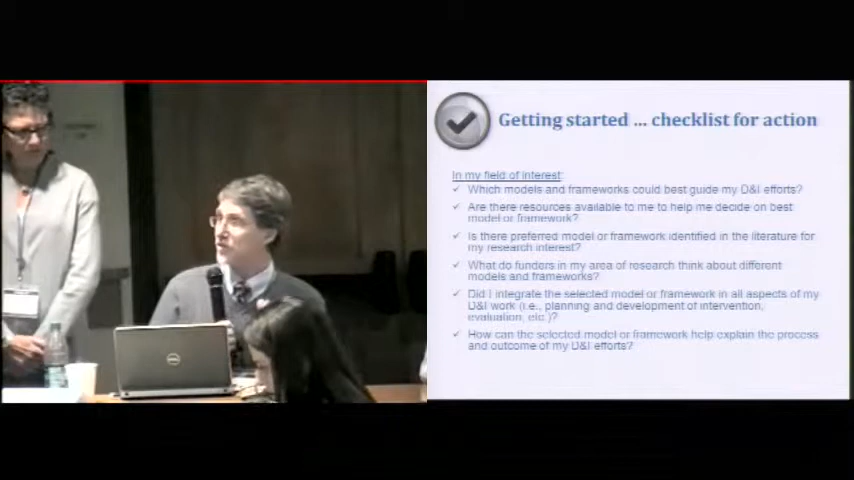 Getting started ... checklist for action
In my field of interest:
Which models and frameworks could best guide my D&I efforts?
Are there resources available to me to help me decide on best
model or framework?
Is there preferred model or framework identified in the literature for
my research interest?
What do funders in my area of research think about different
models and frameworks?
Did I integrate the selected model or framework in all aspects of my
D&I work (i.e., planning and development of intervention,
evaluation, etc.)?
How can the selected model or framework help explain the process
and outcome of my D&I efforts?
DELL